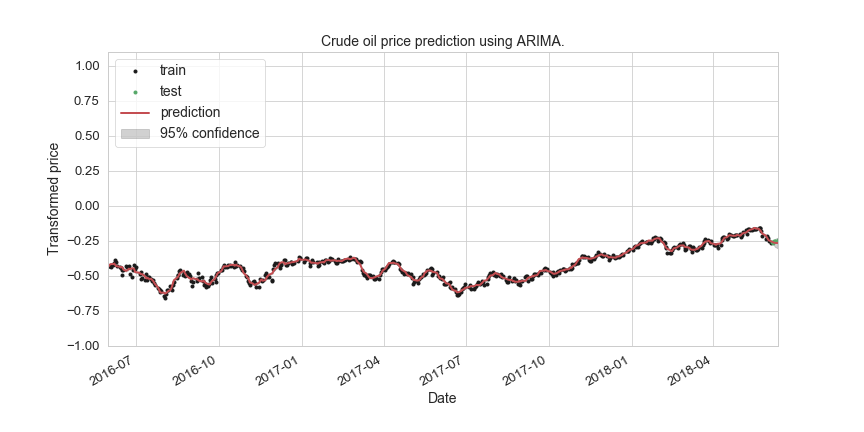 Crude oil price prediction using ARIMA.
train
test
prediction
95% confidence
Transformed price
1.00
0.75
0.50
0.25
0.00
−0.25
−0.50
−0.75
−1.00
2016-07
2016-10
2017-01
2017-04
2017-07
2017-10
2018-01
2018-04
Date